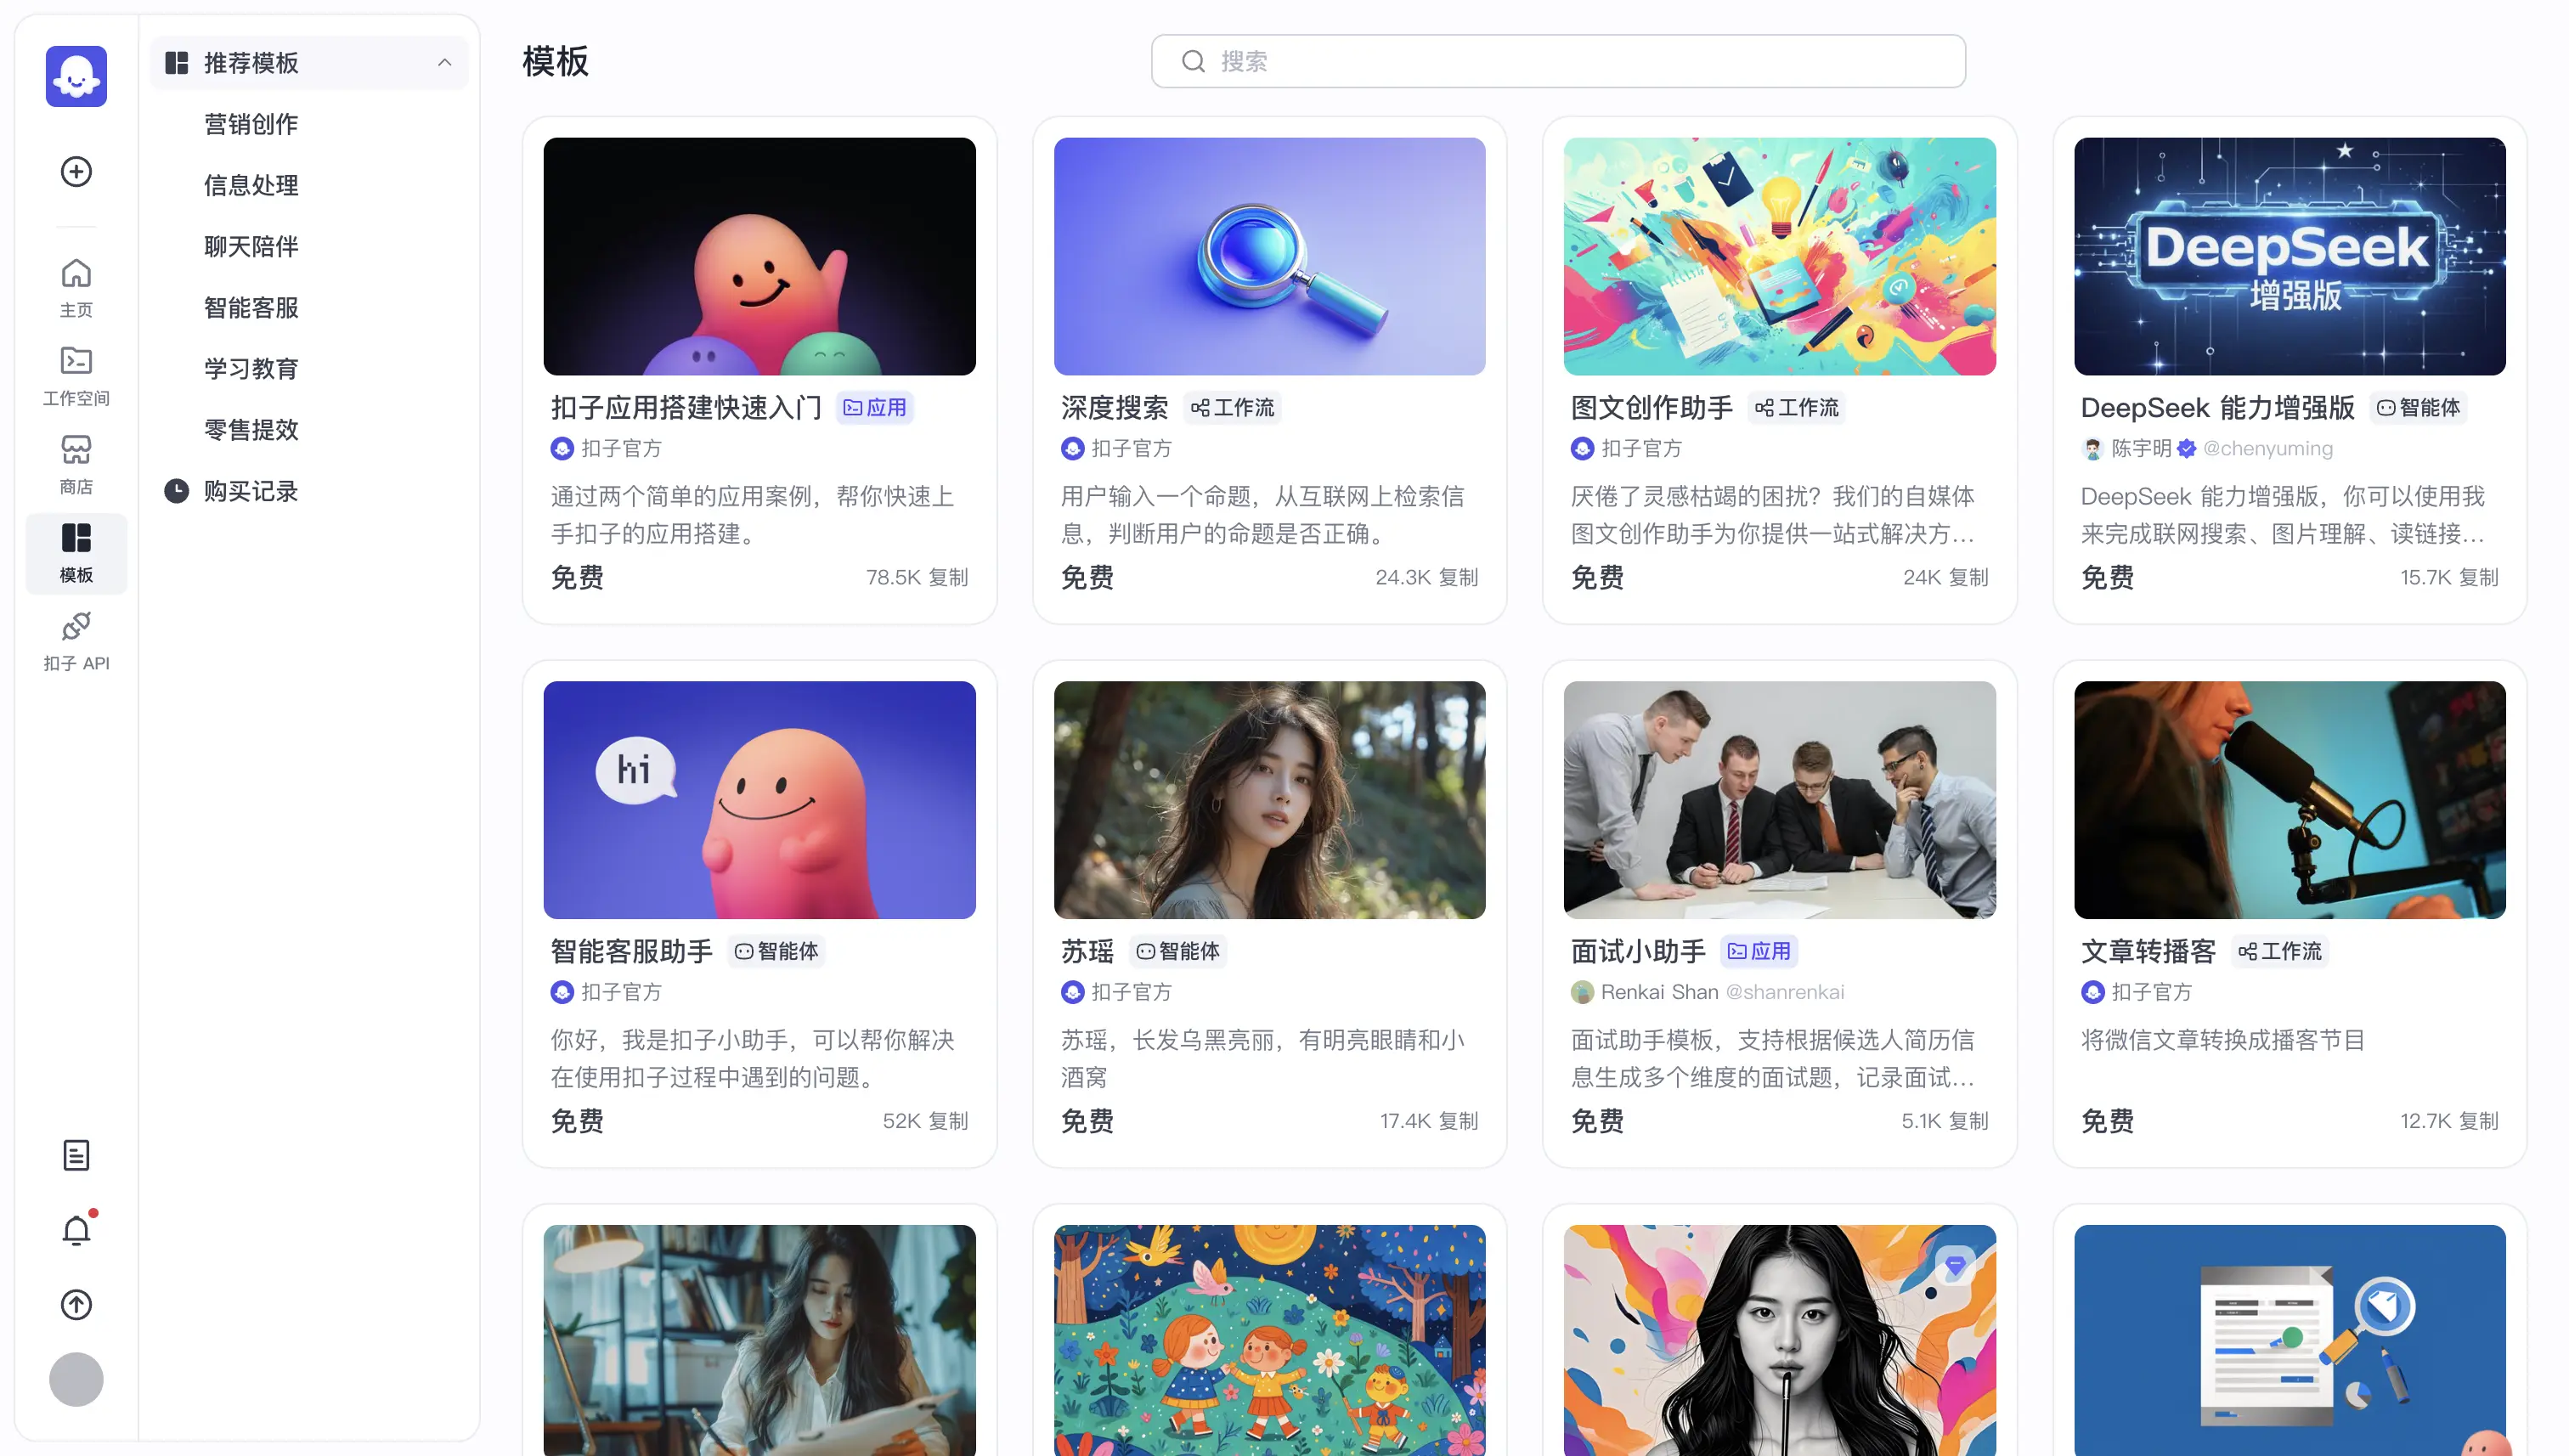 推荐模板
营销创作
信息处理
聊天陪伴
智能客服
学习教育
零售提效
购买记录
主页
工作空间
商店
模板
扣子 API
模板
搜索
扣子应用搭建快速入门 应用
扣子官方
通过两个简单的应用案例，帮你快速上
手扣子的应用搭建。
免费 78.5K 复制
深度搜索 工作流
扣子官方
用户输入一个命题，从互联网上检索信
息，判断用户的命题是否正确。
免费 24.3K 复制
图文创作助手 工作流
扣子官方
厌倦了灵感枯竭的困扰？我们的自媒体
图文创作助手为你提供一站式解决方...
免费 24K 复制
DeepSeek
增强版
DeepSeek 能力增强版 智能体
陈宇明 @chenyuming
DeepSeek 能力增强版，你可以使用我
来完成联网搜索、图片理解、读链接...
免费 15.7K 复制
hi
智能客服助手 智能体
扣子官方
你好，我是扣子小助手，可以帮你解决
在使用扣子过程中遇到的问题。
免费 52K 复制
苏瑶 智能体
扣子官方
苏瑶，长发乌黑亮丽，有明亮眼睛和小
酒窝
免费 17.4K 复制
面试小助手 应用
Renkai Shan @shanrenkai
面试助手模板，支持根据候选人简历信
息生成多个维度的面试题，记录面试...
免费 5.1K 复制
文章转播客 工作流
扣子官方
将微信文章转换成播客节目
免费 12.7K 复制